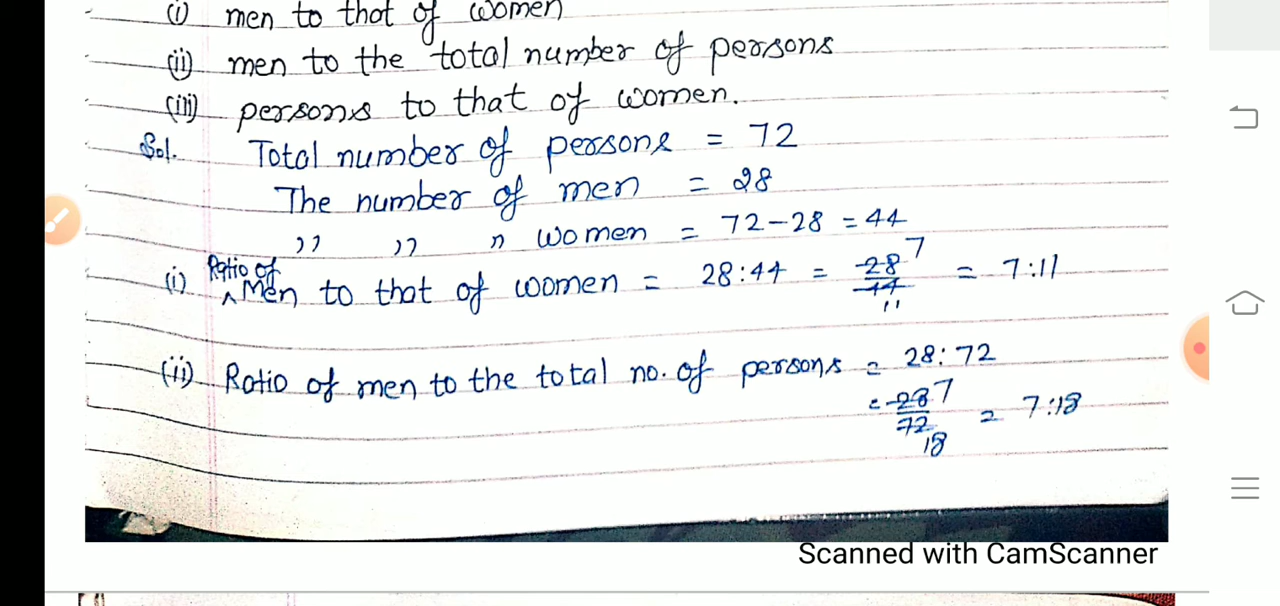 (i) men to that of women
(ii) men to the total number of persons
(iii) persons to that of women.
Sol. Total number of persons = 72
The number of men = 28
,, ,, ,, women = 72-28 = 44
(i) Ratio of Men to that of women = 28:44 = 28/44 7 11 = 7:11
(ii) Ratio of men to the total no. of persons = 28:72
= 28/72 7 18 = 7:18
Scanned with CamScanner